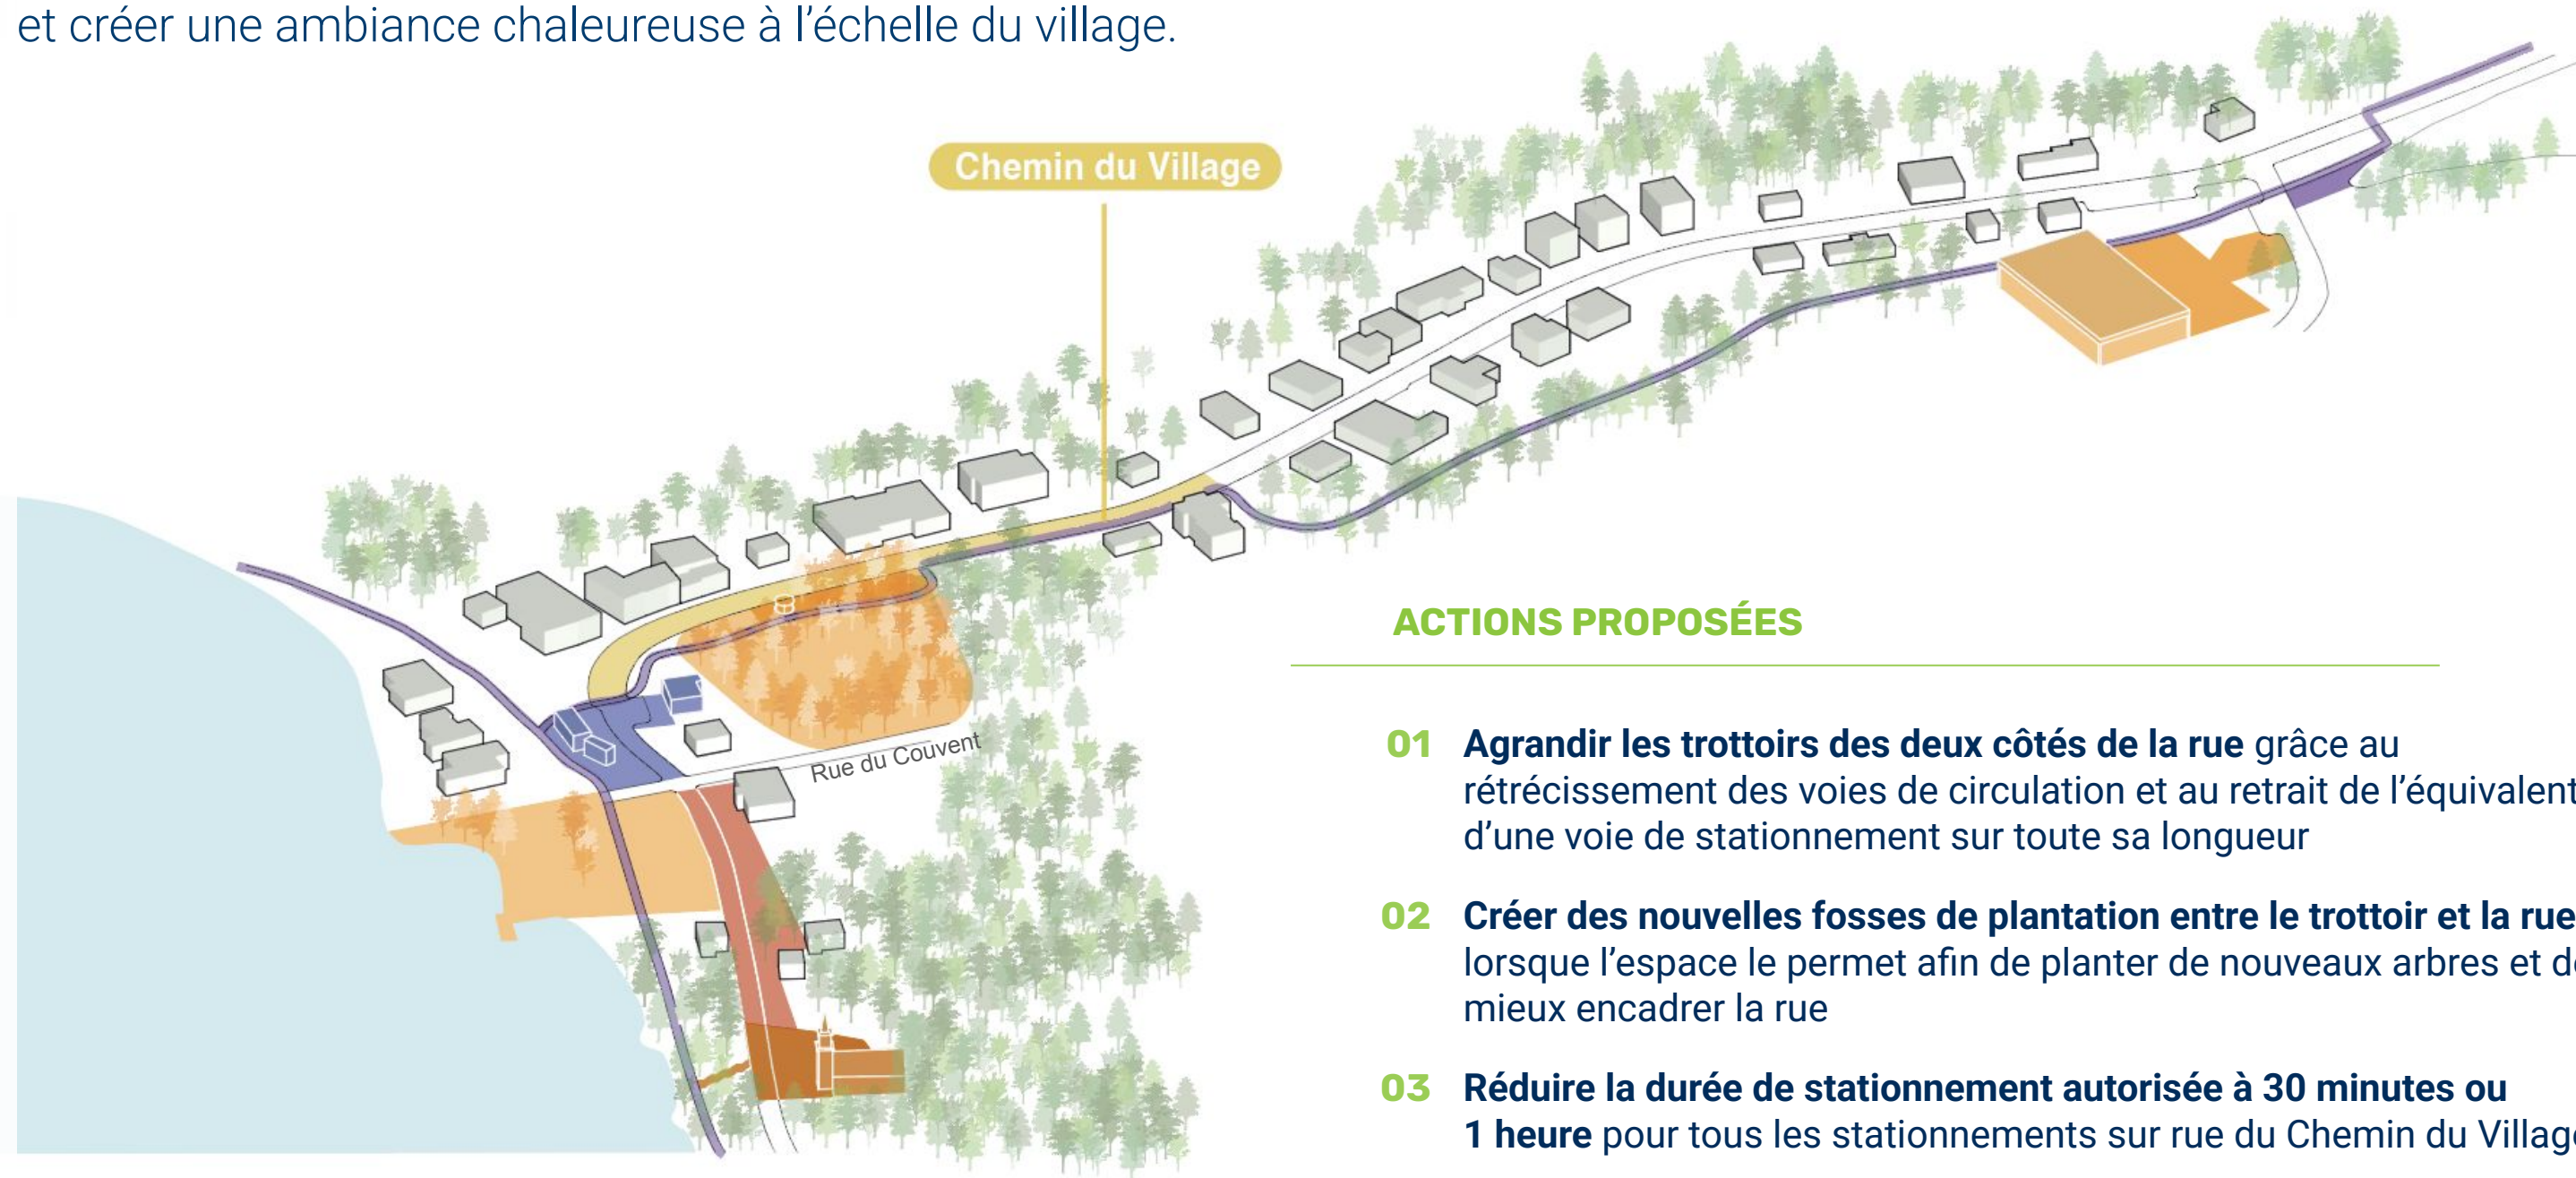 et créer une ambiance chaleureuse à l'échelle du village.
Chemin du Village
Rue du Couvent
ACTIONS PROPOSÉES
01 Agrandir les trottoirs des deux côtés de la rue grâce au
rétrécissement des voies de circulation et au retrait de l'équivalent
d'une voie de stationnement sur toute sa longueur
02 Créer des nouvelles fosses de plantation entre le trottoir et la rue
lorsque l'espace le permet afin de planter de nouveaux arbres et de
mieux encadrer la rue
03 Réduire la durée de stationnement autorisée à 30 minutes ou
1 heure pour tous les stationnements sur rue du Chemin du Village